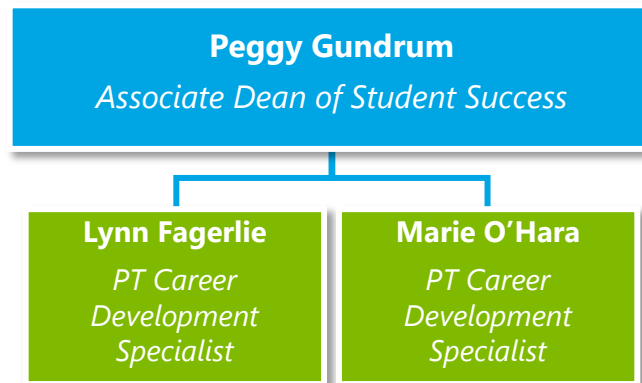 Peggy Gundrum
Associate Dean of Student Success
Lynn Fagerlie
PT Career
Development
Specialist
Marie O’Hara
PT Career
Development
Specialist